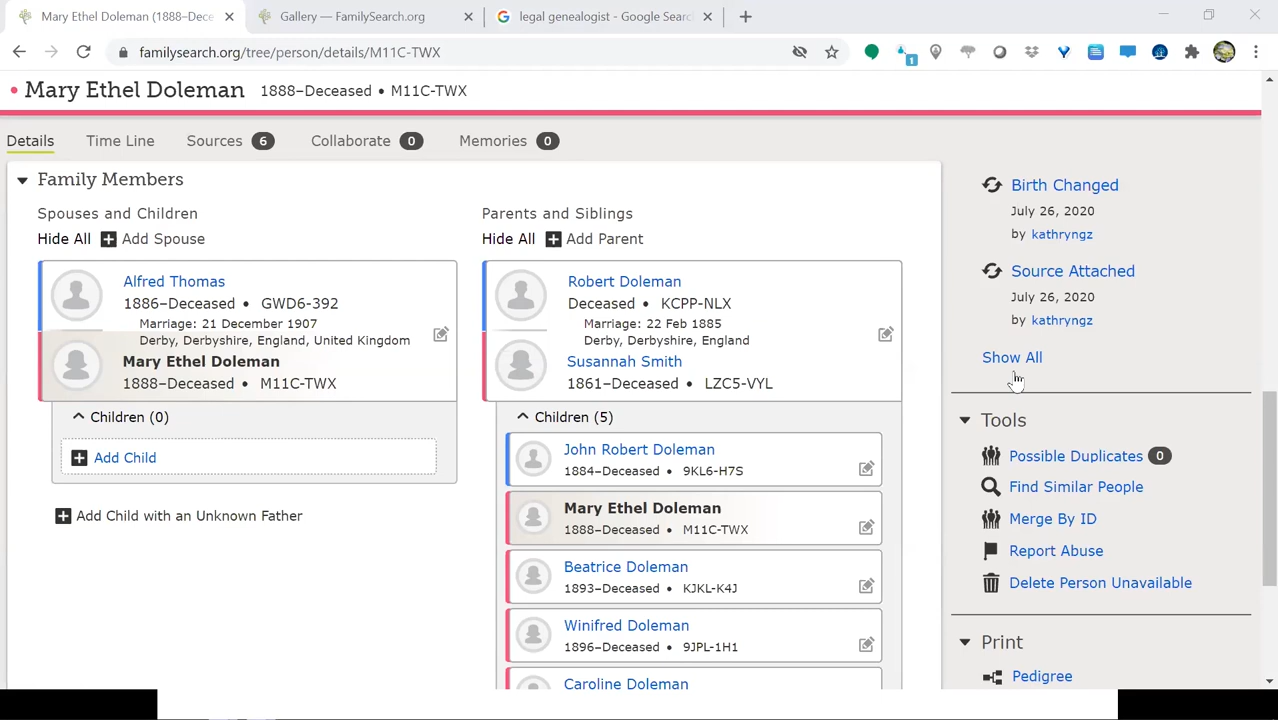 Mary Ethel Doleman (1888–Dece
Gallery — FamilySearch.org
legal genealogist - Google Searc
familysearch.org/tree/person/details/M11C-TWX
1
Mary Ethel Doleman 1888–Deceased • M11C-TWX
Details Time Line Sources 6 Collaborate 0 Memories 0
Family Members
Spouses and Children
Hide All Add Spouse
Alfred Thomas
1886–Deceased • GWD6-392
Marriage: 21 December 1907
Derby, Derbyshire, England, United Kingdom
Mary Ethel Doleman
1888–Deceased • M11C-TWX
Children (0)
Add Child
Add Child with an Unknown Father
Parents and Siblings
Hide All Add Parent
Robert Doleman
Deceased • KCPP-NLX
Marriage: 22 Feb 1885
Derby, Derbyshire, England
Susannah Smith
1861–Deceased • LZC5-VYL
Children (5)
John Robert Doleman
1884–Deceased • 9KL6-H7S
Mary Ethel Doleman
1888–Deceased • M11C-TWX
Beatrice Doleman
1893–Deceased • KJKL-K4J
Winifred Doleman
1896–Deceased • 9JPL-1H1
Caroline Doleman
Birth Changed
July 26, 2020
by kathryngz
Source Attached
July 26, 2020
by kathryngz
Show All
Tools
Possible Duplicates 0
Find Similar People
Merge By ID
Report Abuse
Delete Person Unavailable
Print
Pedigree